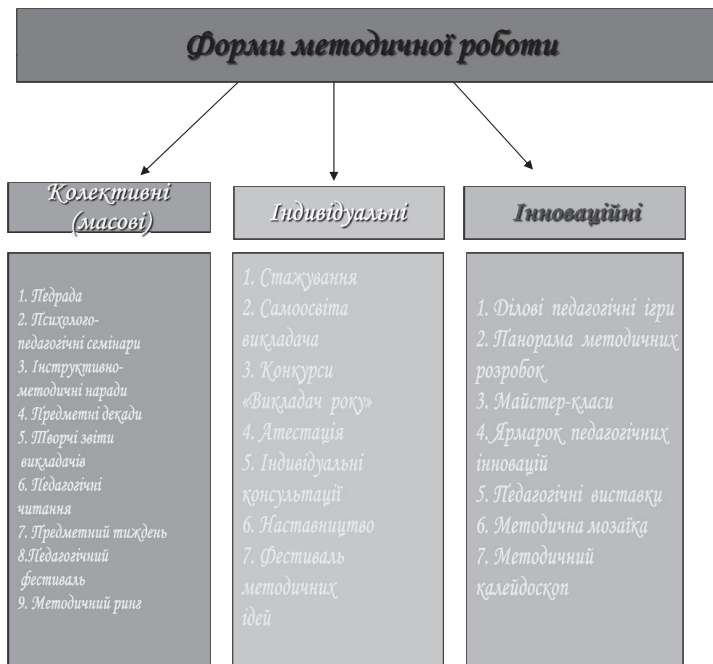 Форми методичної роботи
Колективні
(масові)
1. Педрада
2. Психолого-
педагогічні семінари
3. Інструктивно-
методичні наради
4. Предметні декади
5. Творчі звіти
викладачів
6. Педагогічні
читання
7. Предметний тиждень
8.Педагогічний
фестиваль
9. Методичний ринг
Індивідуальні
1. Стажування
2. Самоосвіта
викладача
3. Конкурси
«Викладач року»
4. Атестація
5. Індивідуальні
консультації
6. Наставництво
7. Фестиваль
методичних
ідей
Інноваційні
1. Ділові педагогічні ігри
2. Панорама методичних
розробок
3. Майстер-класи
4. Ярмарок педагогічних
інновацій
5. Педагогічні виставки
6. Методична мозаїка
7. Методичний
калейдоскоп